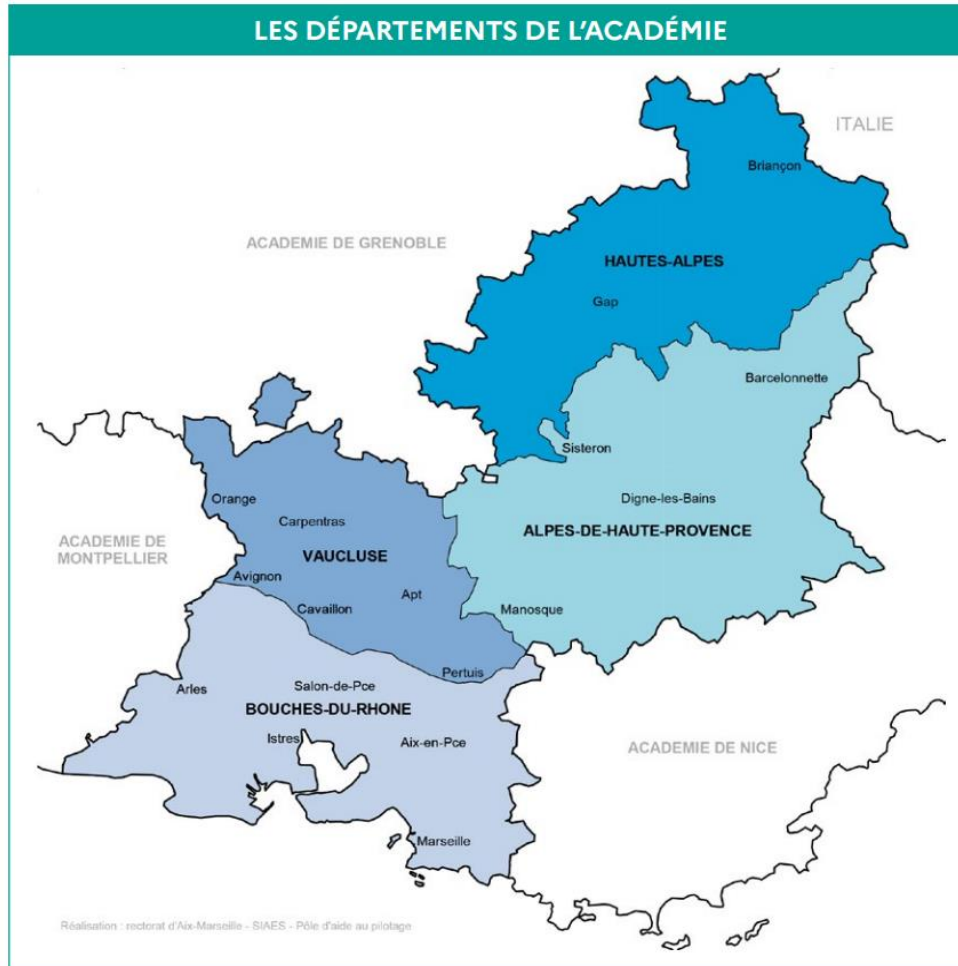 LES DÉPARTEMENTS DE L'ACADÉMIE
ITALIE
Briançon
ACADEMIE DE GRENOBLE
HAUTES-ALPES
Gap
Barcelonnette
Sisteron
Digne-les-Bains
ALPES-DE-HAUTE-PROVENCE
Manosque
Orange
Carpentras
ACADEMIE DE
MONTPELLIER
VAUCLUSE
Avignon
Apt
Cavaillon
Pertuis
Arles
Salon-de-Pce
BOUCHES-DU-RHONE
Istres
Aix-en-Pce
ACADEMIE DE NICE
Marseille
Réalisation : rectorat d'Aix-Marseille - SIAES - Pôle d'aide au pilotage